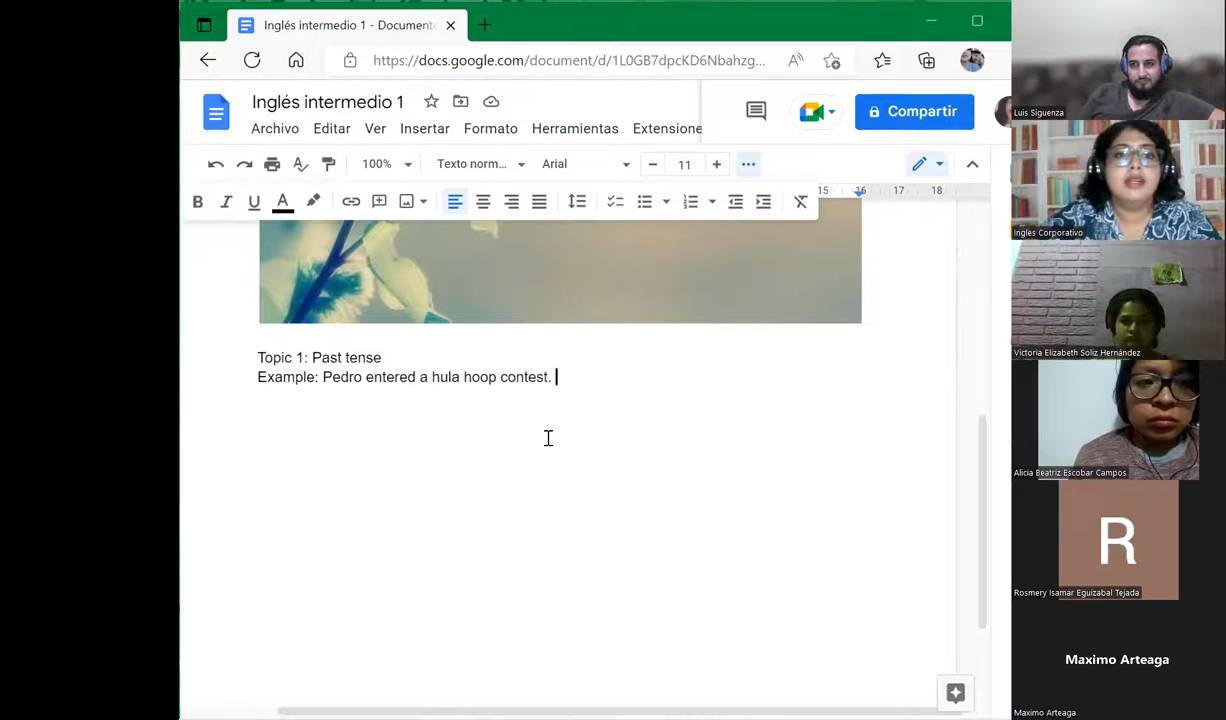 Inglés intermedio 1 - Documento
https://docs.google.com/document/d/1L0GB7dpcKD6Nbahzg...
Inglés intermedio 1
Compartir
Archivo Editar Ver Insertar Formato Herramientas Extensione
100% Texto norm... Arial 11
15 16 17 18
Topic 1: Past tense
Example: Pedro entered a hula hoop contest.
Luis Siguenza
Ingles Corporativo
Victoria Elizabeth Soliz Hernández
Alicia Beatriz Escobar Campos
R
Rosmery Isamar Eguizabal Tejada
Maximo Arteaga
Maximo Arteaga